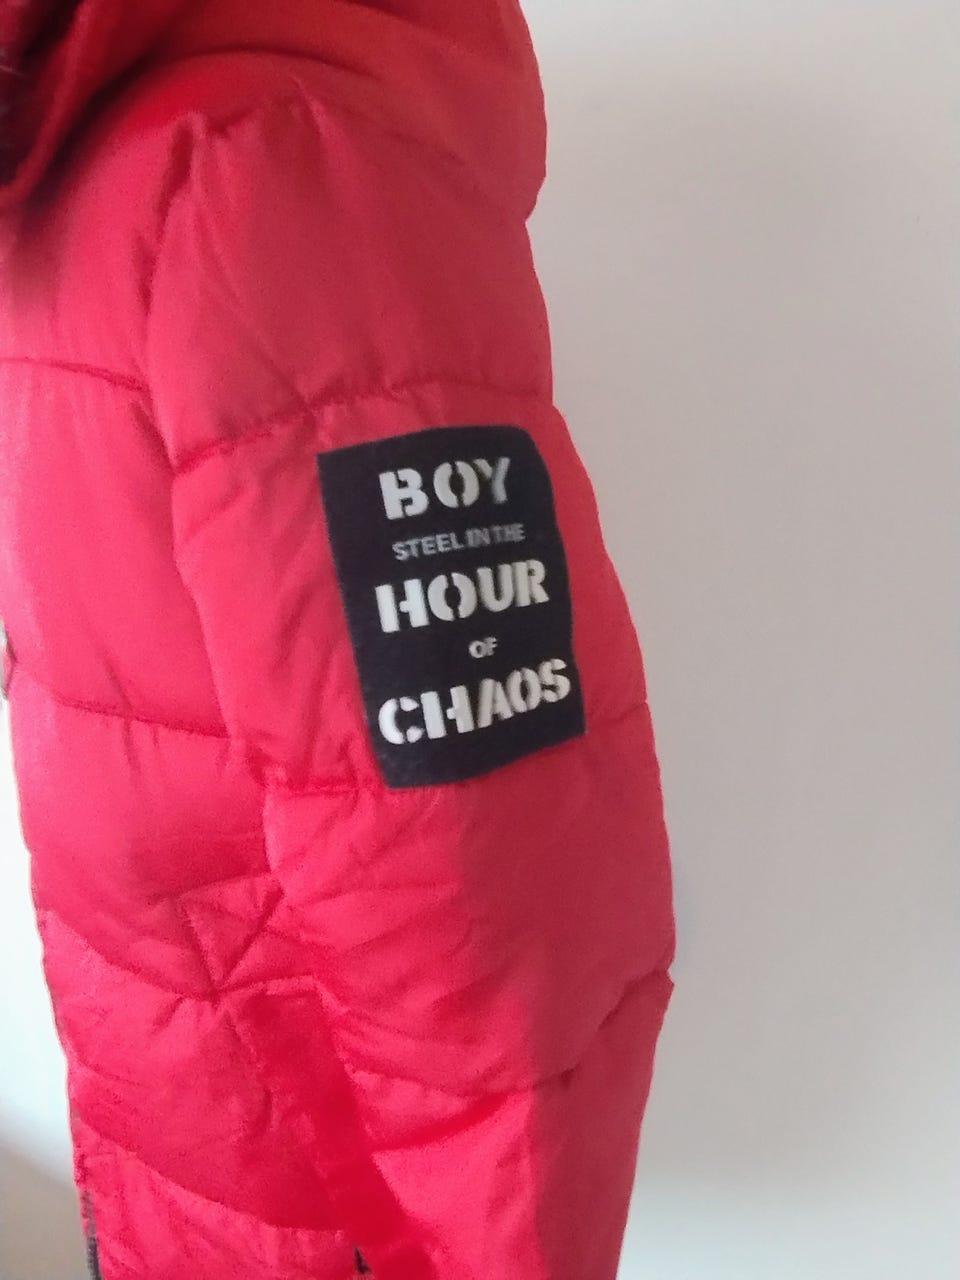 BOY
STEEL IN THE
HOUR
OF
CHAOS